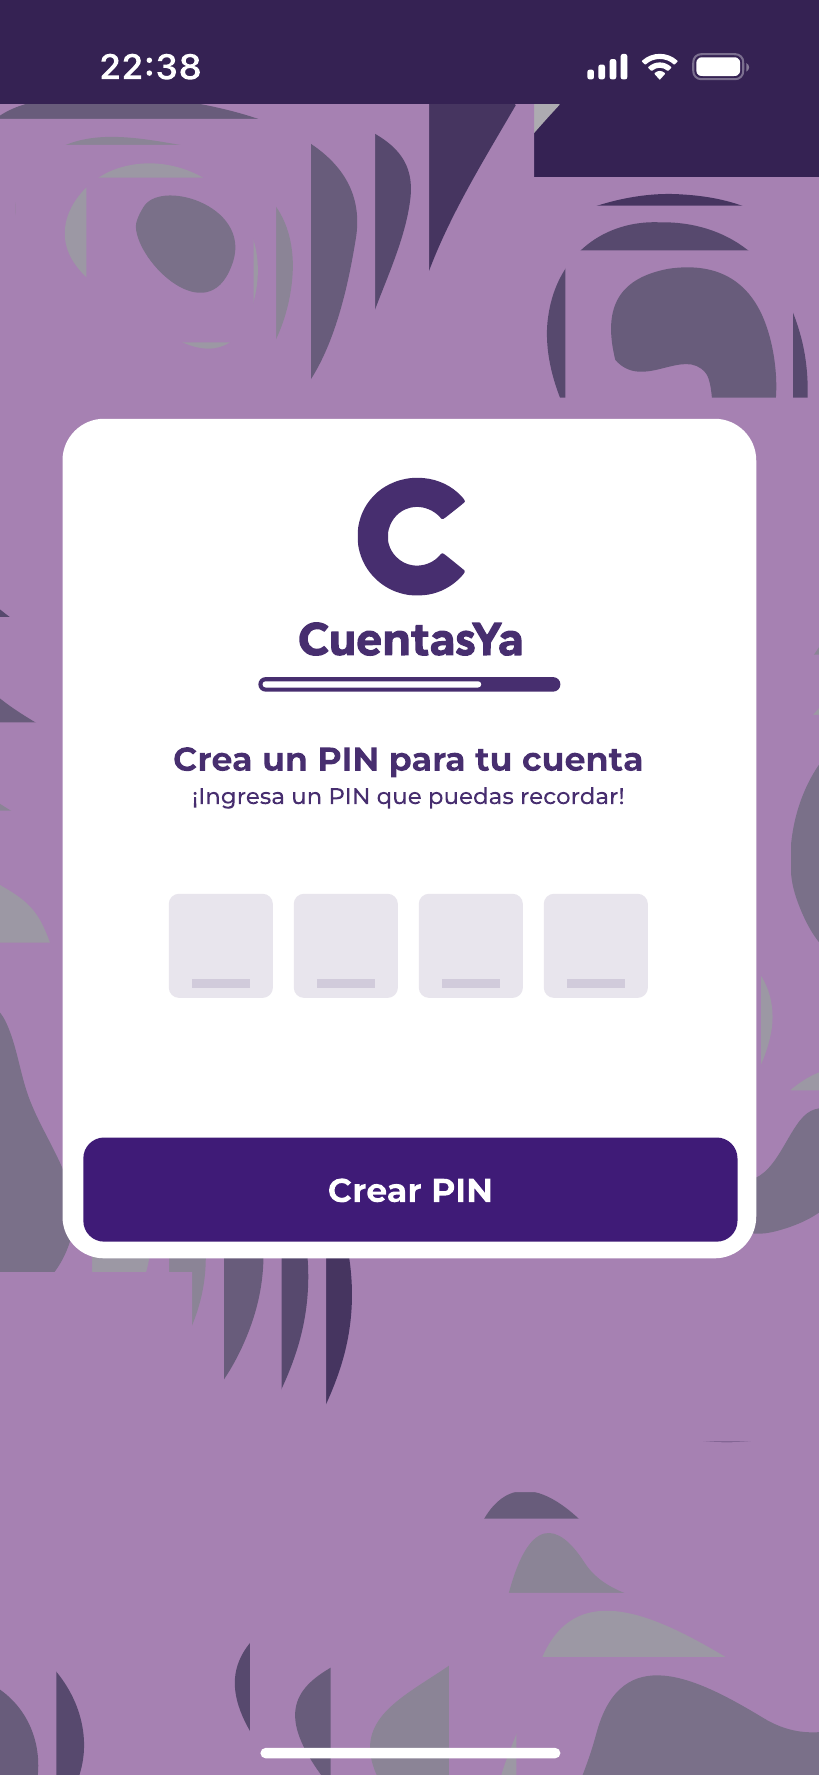 22:38
CuentasYa
Crea un PIN para tu cuenta
¡Ingresa un PIN que puedas recordar!
Crear PIN